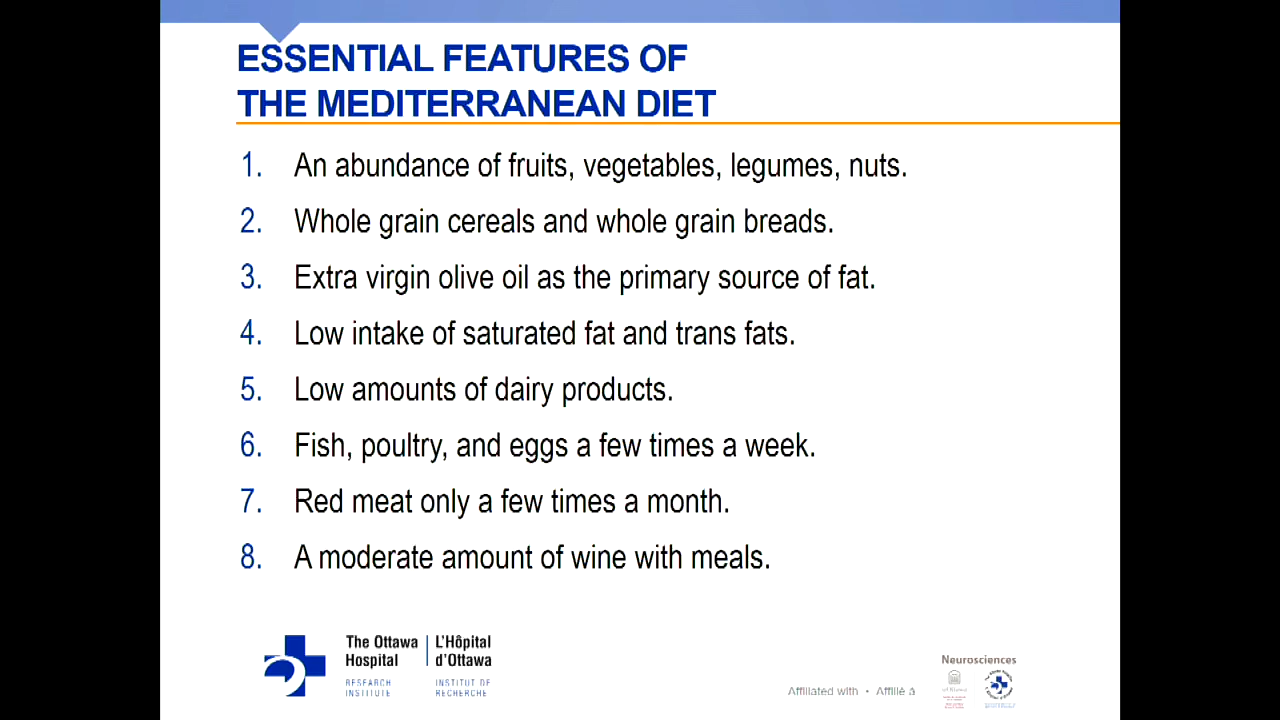 ESSENTIAL FEATURES OF
THE MEDITERRANEAN DIET
1. An abundance of fruits, vegetables, legumes, nuts.
2. Whole grain cereals and whole grain breads.
3. Extra virgin olive oil as the primary source of fat.
4. Low intake of saturated fat and trans fats.
5. Low amounts of dairy products.
6. Fish, poultry, and eggs a few times a week.
7. Red meat only a few times a month.
8. A moderate amount of wine with meals.
The Ottawa
Hospital
RESEARCH
INSTITUTE
L'Hôpital
d'Ottawa
INSTITUT DE
RECHERCHE
Neurosciences
Affiliated with • Affilié à